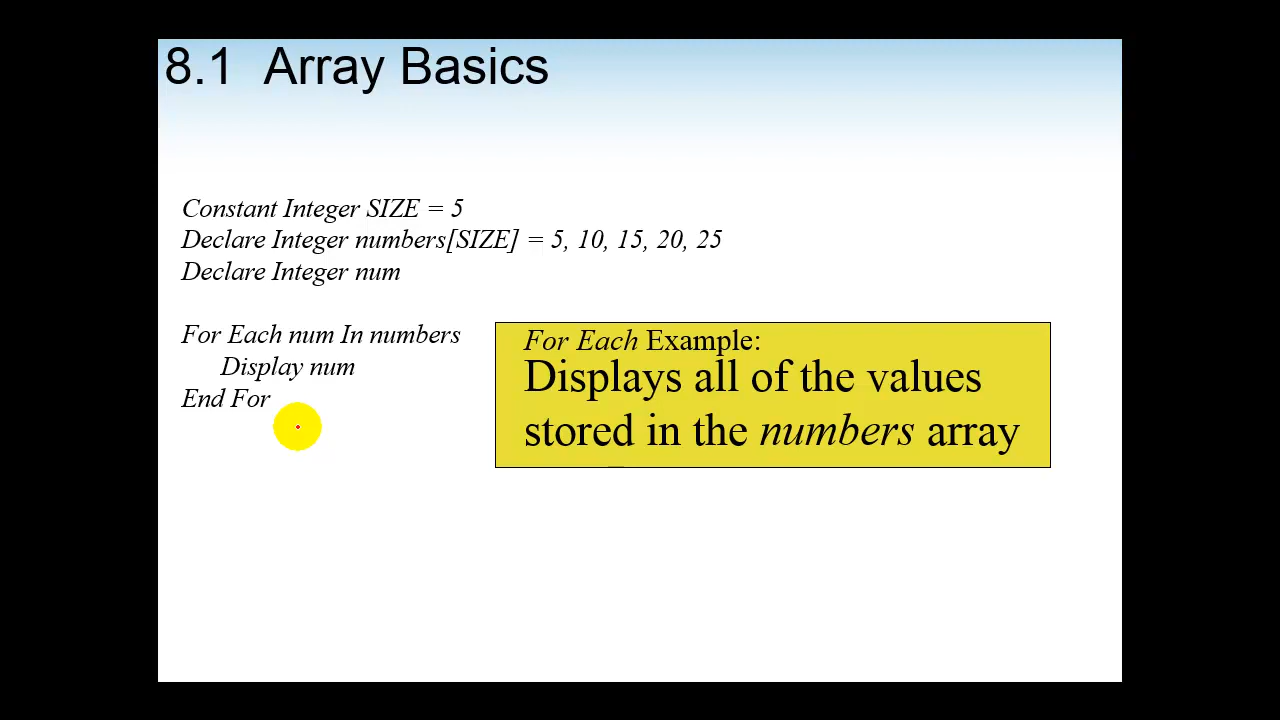 8.1 Array Basics
Constant Integer SIZE = 5
Declare Integer numbers[SIZE] = 5, 10, 15, 20, 25
Declare Integer num
For Each num In numbers
Display num
End For
For Each Example:
Displays all of the values
stored in the numbers array